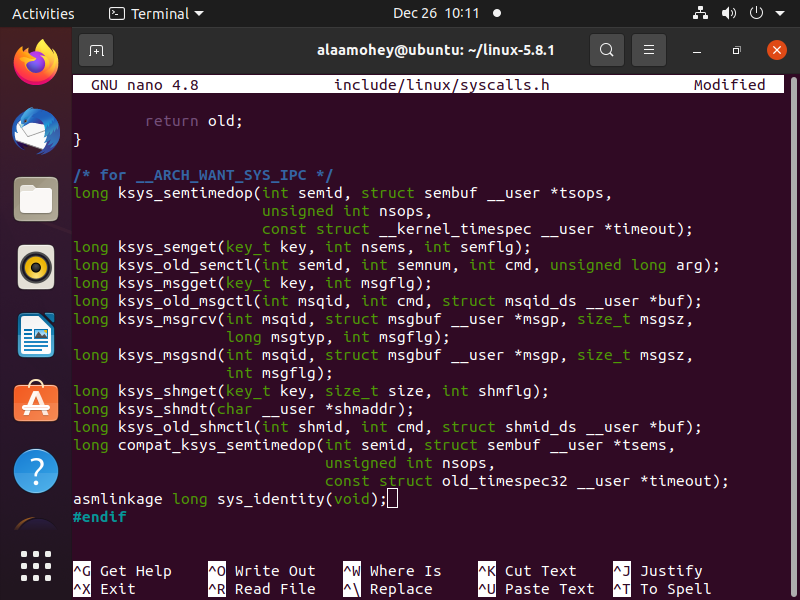 Activities Terminal Dec 26 10:11
alaamohey@ubuntu: ~/linux-5.8.1
GNU nano 4.8 include/linux/syscalls.h Modified
return old;
}
/* for __ARCH_WANT_SYS_IPC */
long ksys_semtimedop(int semid, struct sembuf __user *tsops,
unsigned int nsops,
const struct __kernel_timespec __user *timeout);
long ksys_semget(key_t key, int nsems, int semflg);
long ksys_old_semctl(int semid, int semnum, int cmd, unsigned long arg);
long ksys_msgget(key_t key, int msgflg);
long ksys_old_msgctl(int msqid, int cmd, struct msqid_ds __user *buf);
long ksys_msgrcv(int msqid, struct msgbuf __user *msgp, size_t msgsz,
long msgtyp, int msgflg);
long ksys_msgsnd(int msqid, struct msgbuf __user *msgp, size_t msgsz,
int msgflg);
long ksys_shmget(key_t key, size_t size, int shmflg);
long ksys_shmdt(char __user *shmaddr);
long ksys_old_shmctl(int shmid, int cmd, struct shmid_ds __user *buf);
long compat_ksys_semtimedop(int semid, struct sembuf __user *tsems,
unsigned int nsops,
const struct old_timespec32 __user *timeout);
asmlinkage long sys_identity(void);
#endif
^G Get Help ^O Write Out ^W Where Is ^K Cut Text ^J Justify
^X Exit ^R Read File ^\ Replace ^U Paste Text ^T To Spell